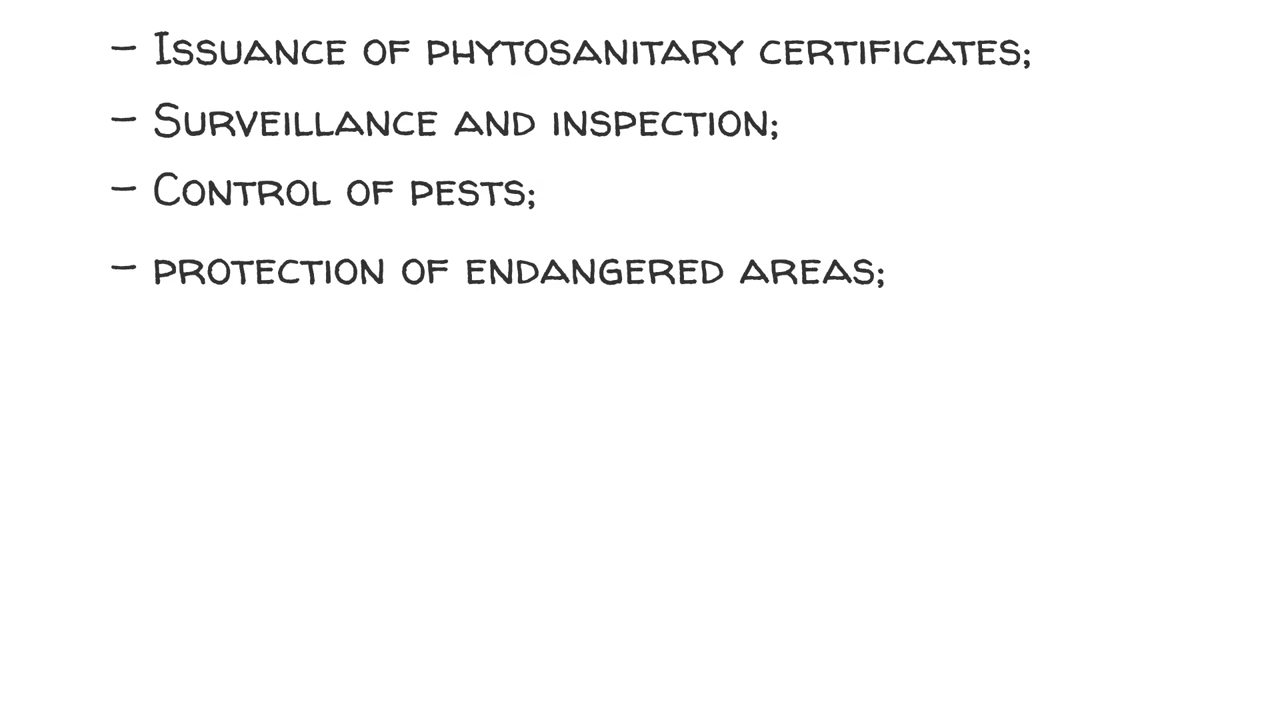 – Issuance of phytosanitary certificates;
– Surveillance and inspection;
– Control of pests;
– protection of endangered areas;